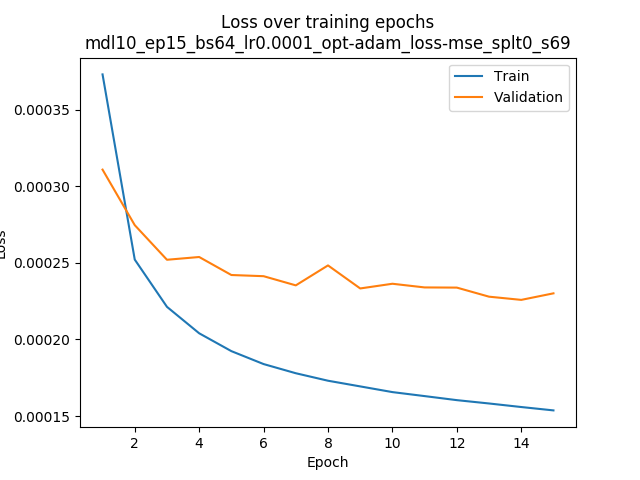 Loss over training epochs
mdl10_ep15_bs64_lr0.0001_opt-adam_loss-mse_splt0_s69
Train
Validation
0.00035
0.00030
0.00025
0.00020
0.00015
Loss
2
4
6
8
10
12
14
Epoch